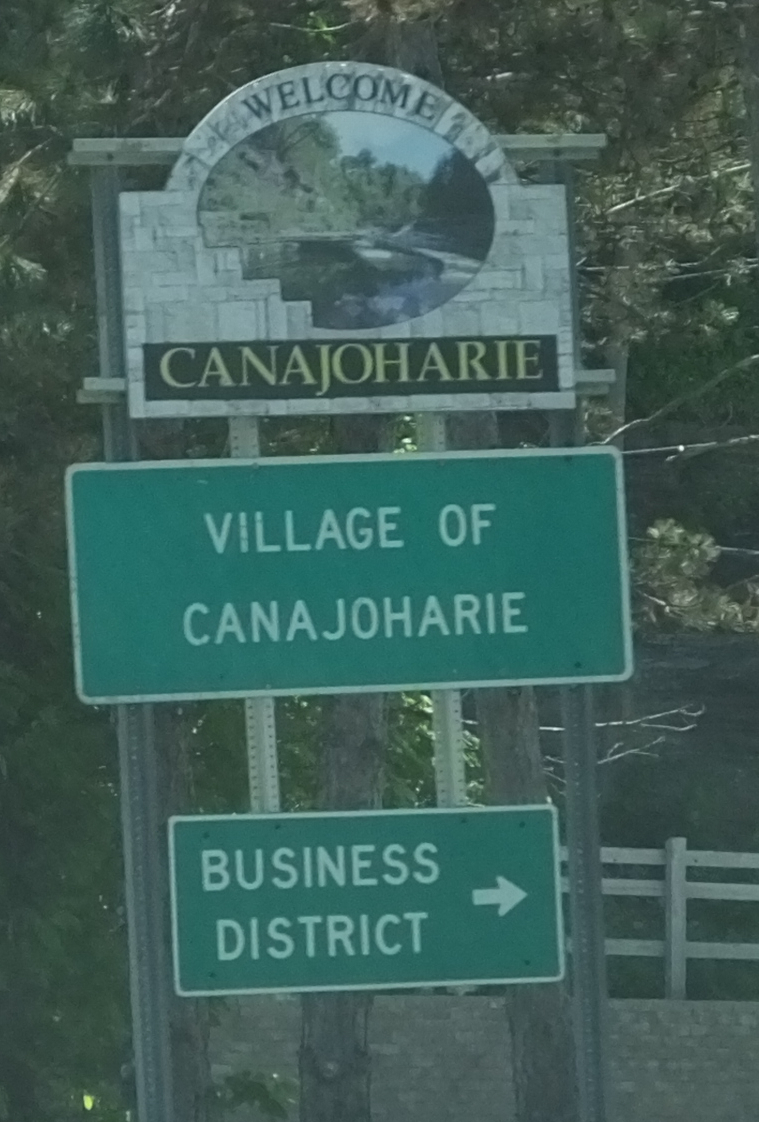 WELCOME
CANAJOHARIE
VILLAGE OF
CANAJOHARIE
BUSINESS
DISTRICT